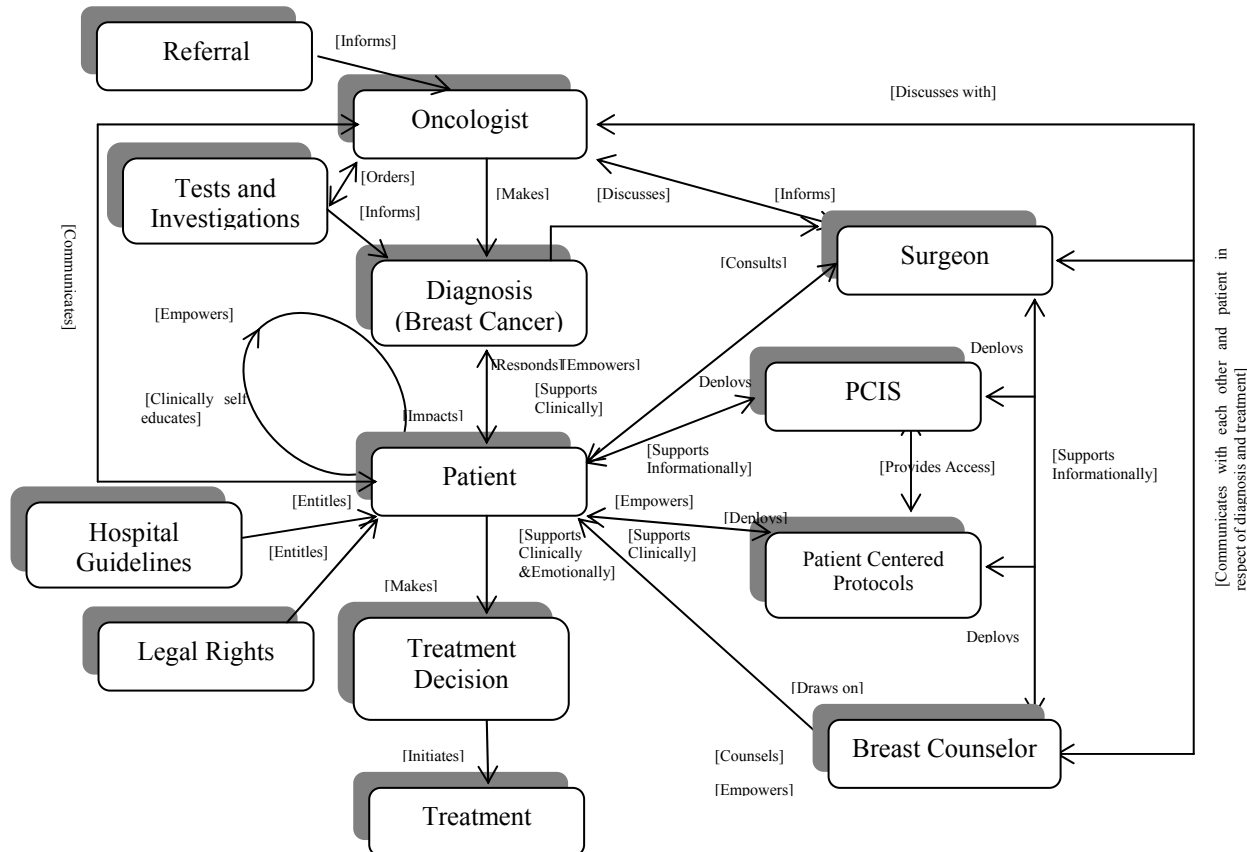 Referral
[Informs]
[Discusses with]
Oncologist
Tests and
Investigations
[Orders]
[Makes]
[Discusses]
[Informs]
[Informs]
[Communicates]
Surgeon
[Consults]
Diagnosis
(Breast Cancer)
[Empowers]
Deploys
[Responds]
[Empowers]
PCIS
Deploys
[Supports
Clinically]
[Clinically self
educates]
[Impacts]
[Supports
Informationally]
[Provides Access]
[Supports
Informationally]
[Communicates with each other and patient in
respect of diagnosis and treatment]
Patient
[Entitles]
[Empowers]
[Deploys]
Hospital
Guidelines
[Entitles]
[Supports
Clinically
&Emotionally]
[Supports
Clinically]
Patient Centered
Protocols
[Makes]
Legal Rights
Treatment
Decision
Deploys
[Draws on]
Breast Counselor
[Initiates]
[Counsels]
[Empowers]
Treatment